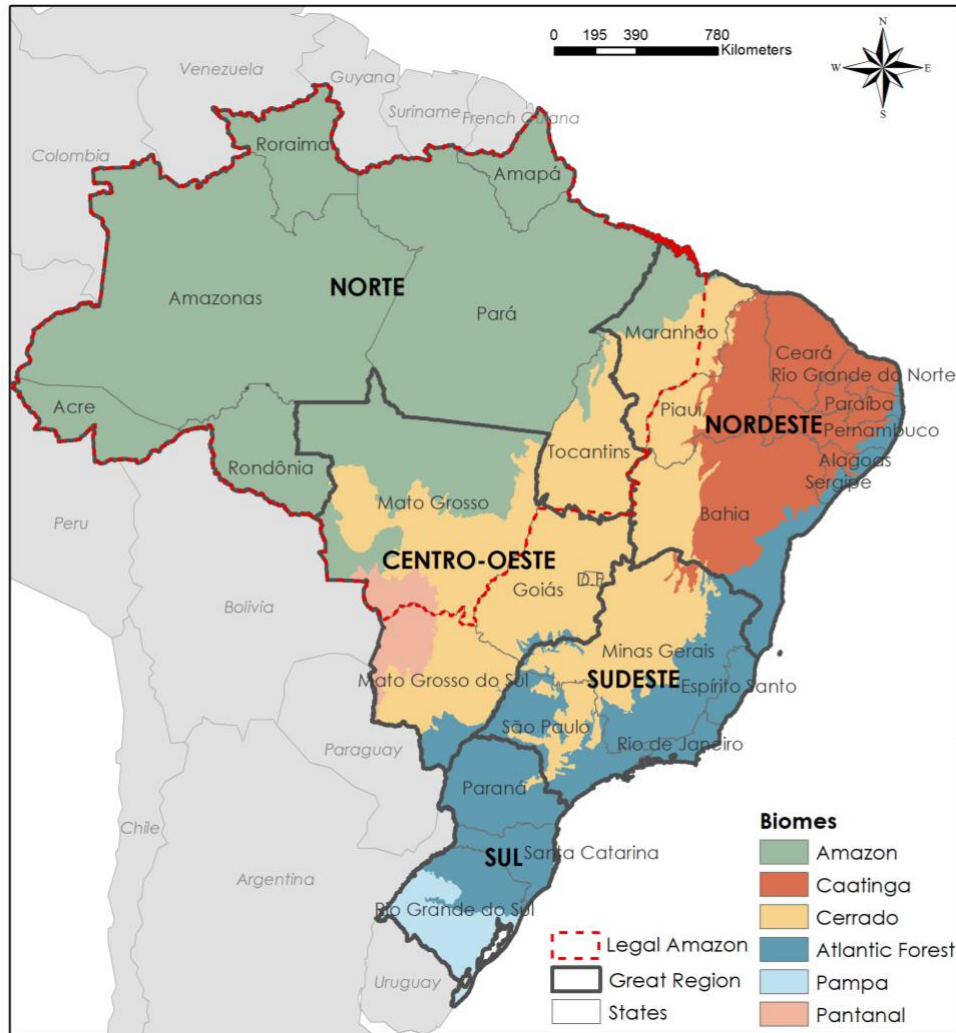 N
W E
S
0 195 390 780
Kilometers
Venezuela
Guyana
Suriname
French Guiana
Colombia
Roraima
Amapá
Amazonas
NORTE
Pará
Maranhão
Ceará
Rio Grande do Norte
Piauí
Paraíba
NORDESTE
Pernambuco
Acre
Tocantins
Alagoas
Rondônia
Sergipe
Mato Grosso
Bahia
Peru
CENTRO-OESTE
D.F.
Goiás
Bolivia
Minas Gerais
Mato Grosso do Sul
SUDESTE
Espírito Santo
São Paulo
Rio de Janeiro
Paraguay
Paraná
Chile
SUL
Santa Catarina
Argentina
Rio Grande do Sul
Uruguay
Legal Amazon
Great Region
States
Biomes
Amazon
Caatinga
Cerrado
Atlantic Forest
Pampa
Pantanal